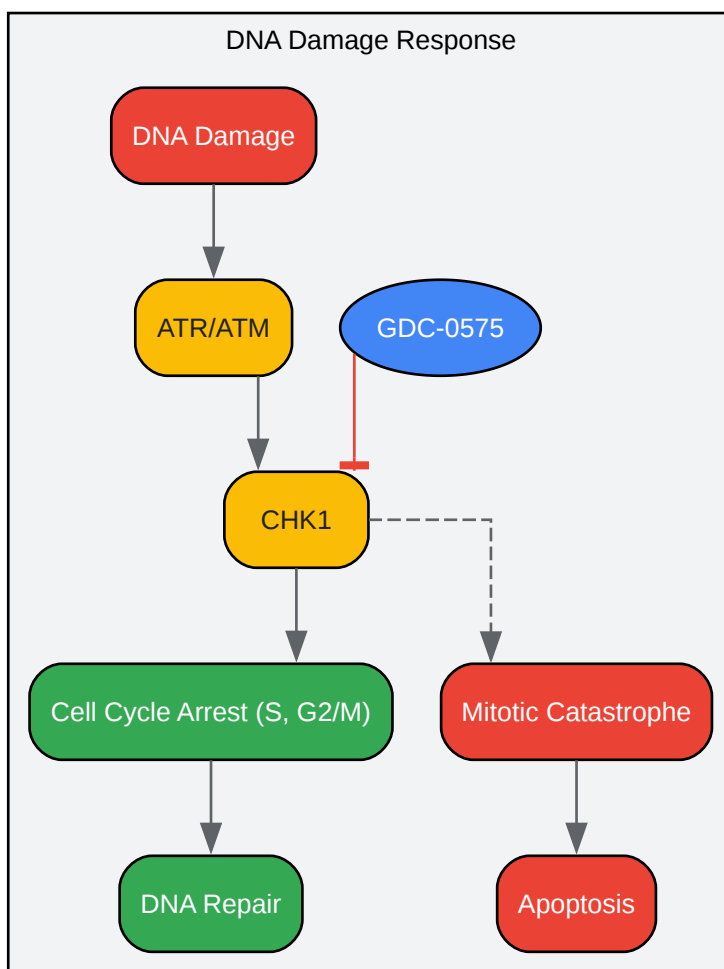 DNA Damage Response
DNA Damage
ATR/ATM
GDC-0575
CHK1
Cell Cycle Arrest (S, G2/M)
Mitotic Catastrophe
DNA Repair
Apoptosis